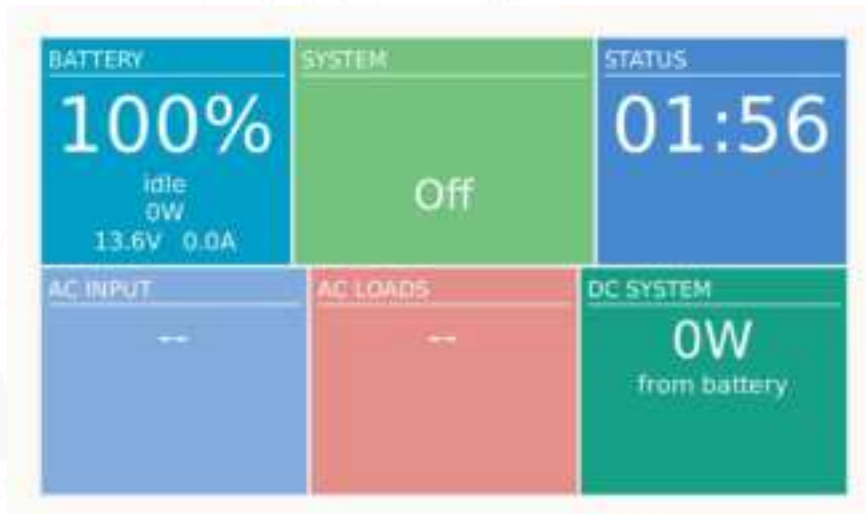 BATTERY
100%
idle
0W
13.6V 0.0A
SYSTEM
Off
STATUS
01:56
AC INPUT
--
AC LOADS
--
DC SYSTEM
0W
from battery